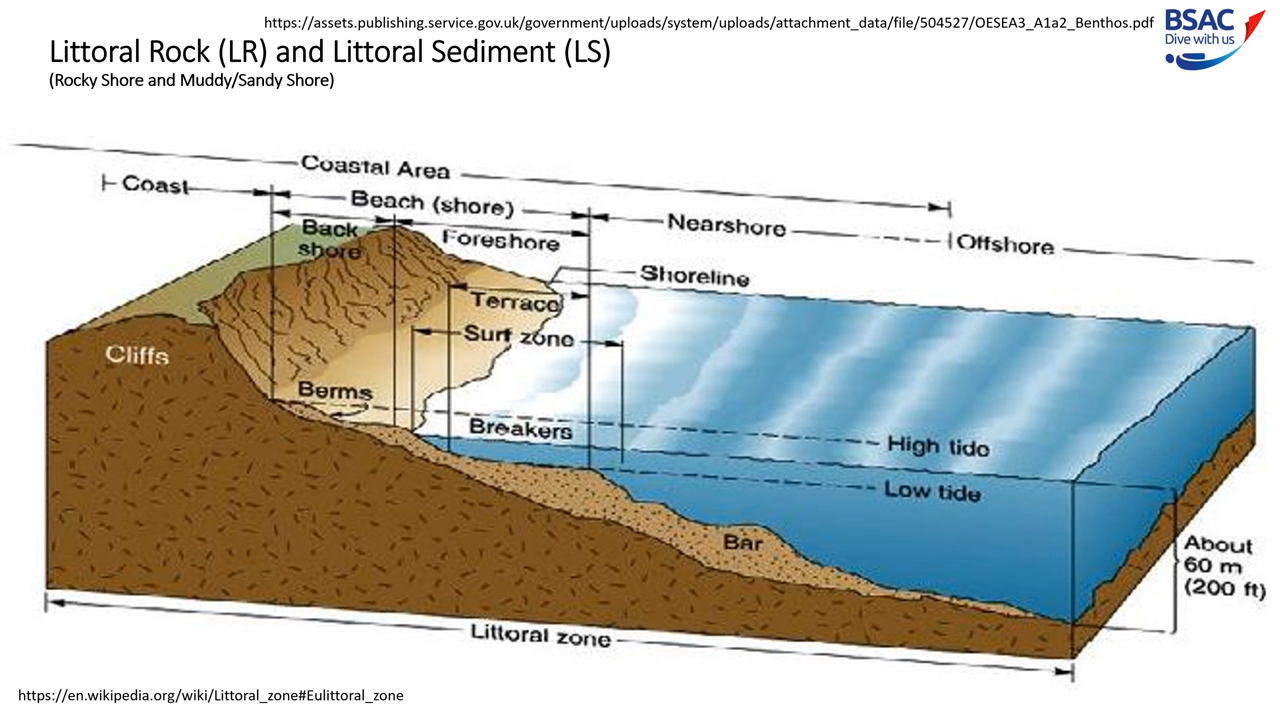 https://assets.publishing.service.gov.uk/government/uploads/system/uploads/attachment_data/file/504527/OESEA3_A1a2_Benthos.pdf
BSAC
Dive with us
Littoral Rock (LR) and Littoral Sediment (LS)
(Rocky Shore and Muddy/Sandy Shore)
Coastal Area
Coast
Beach (shore)
Nearshore
Offshore
Back
shore
Foreshore
Shoreline
Terrace
Surf zone
Cliffs
Berms
Breakers
High tide
Low tide
Bar
About
60 m
(200 ft)
Littoral zone
https://en.wikipedia.org/wiki/Littoral_zone#Eulittoral_zone